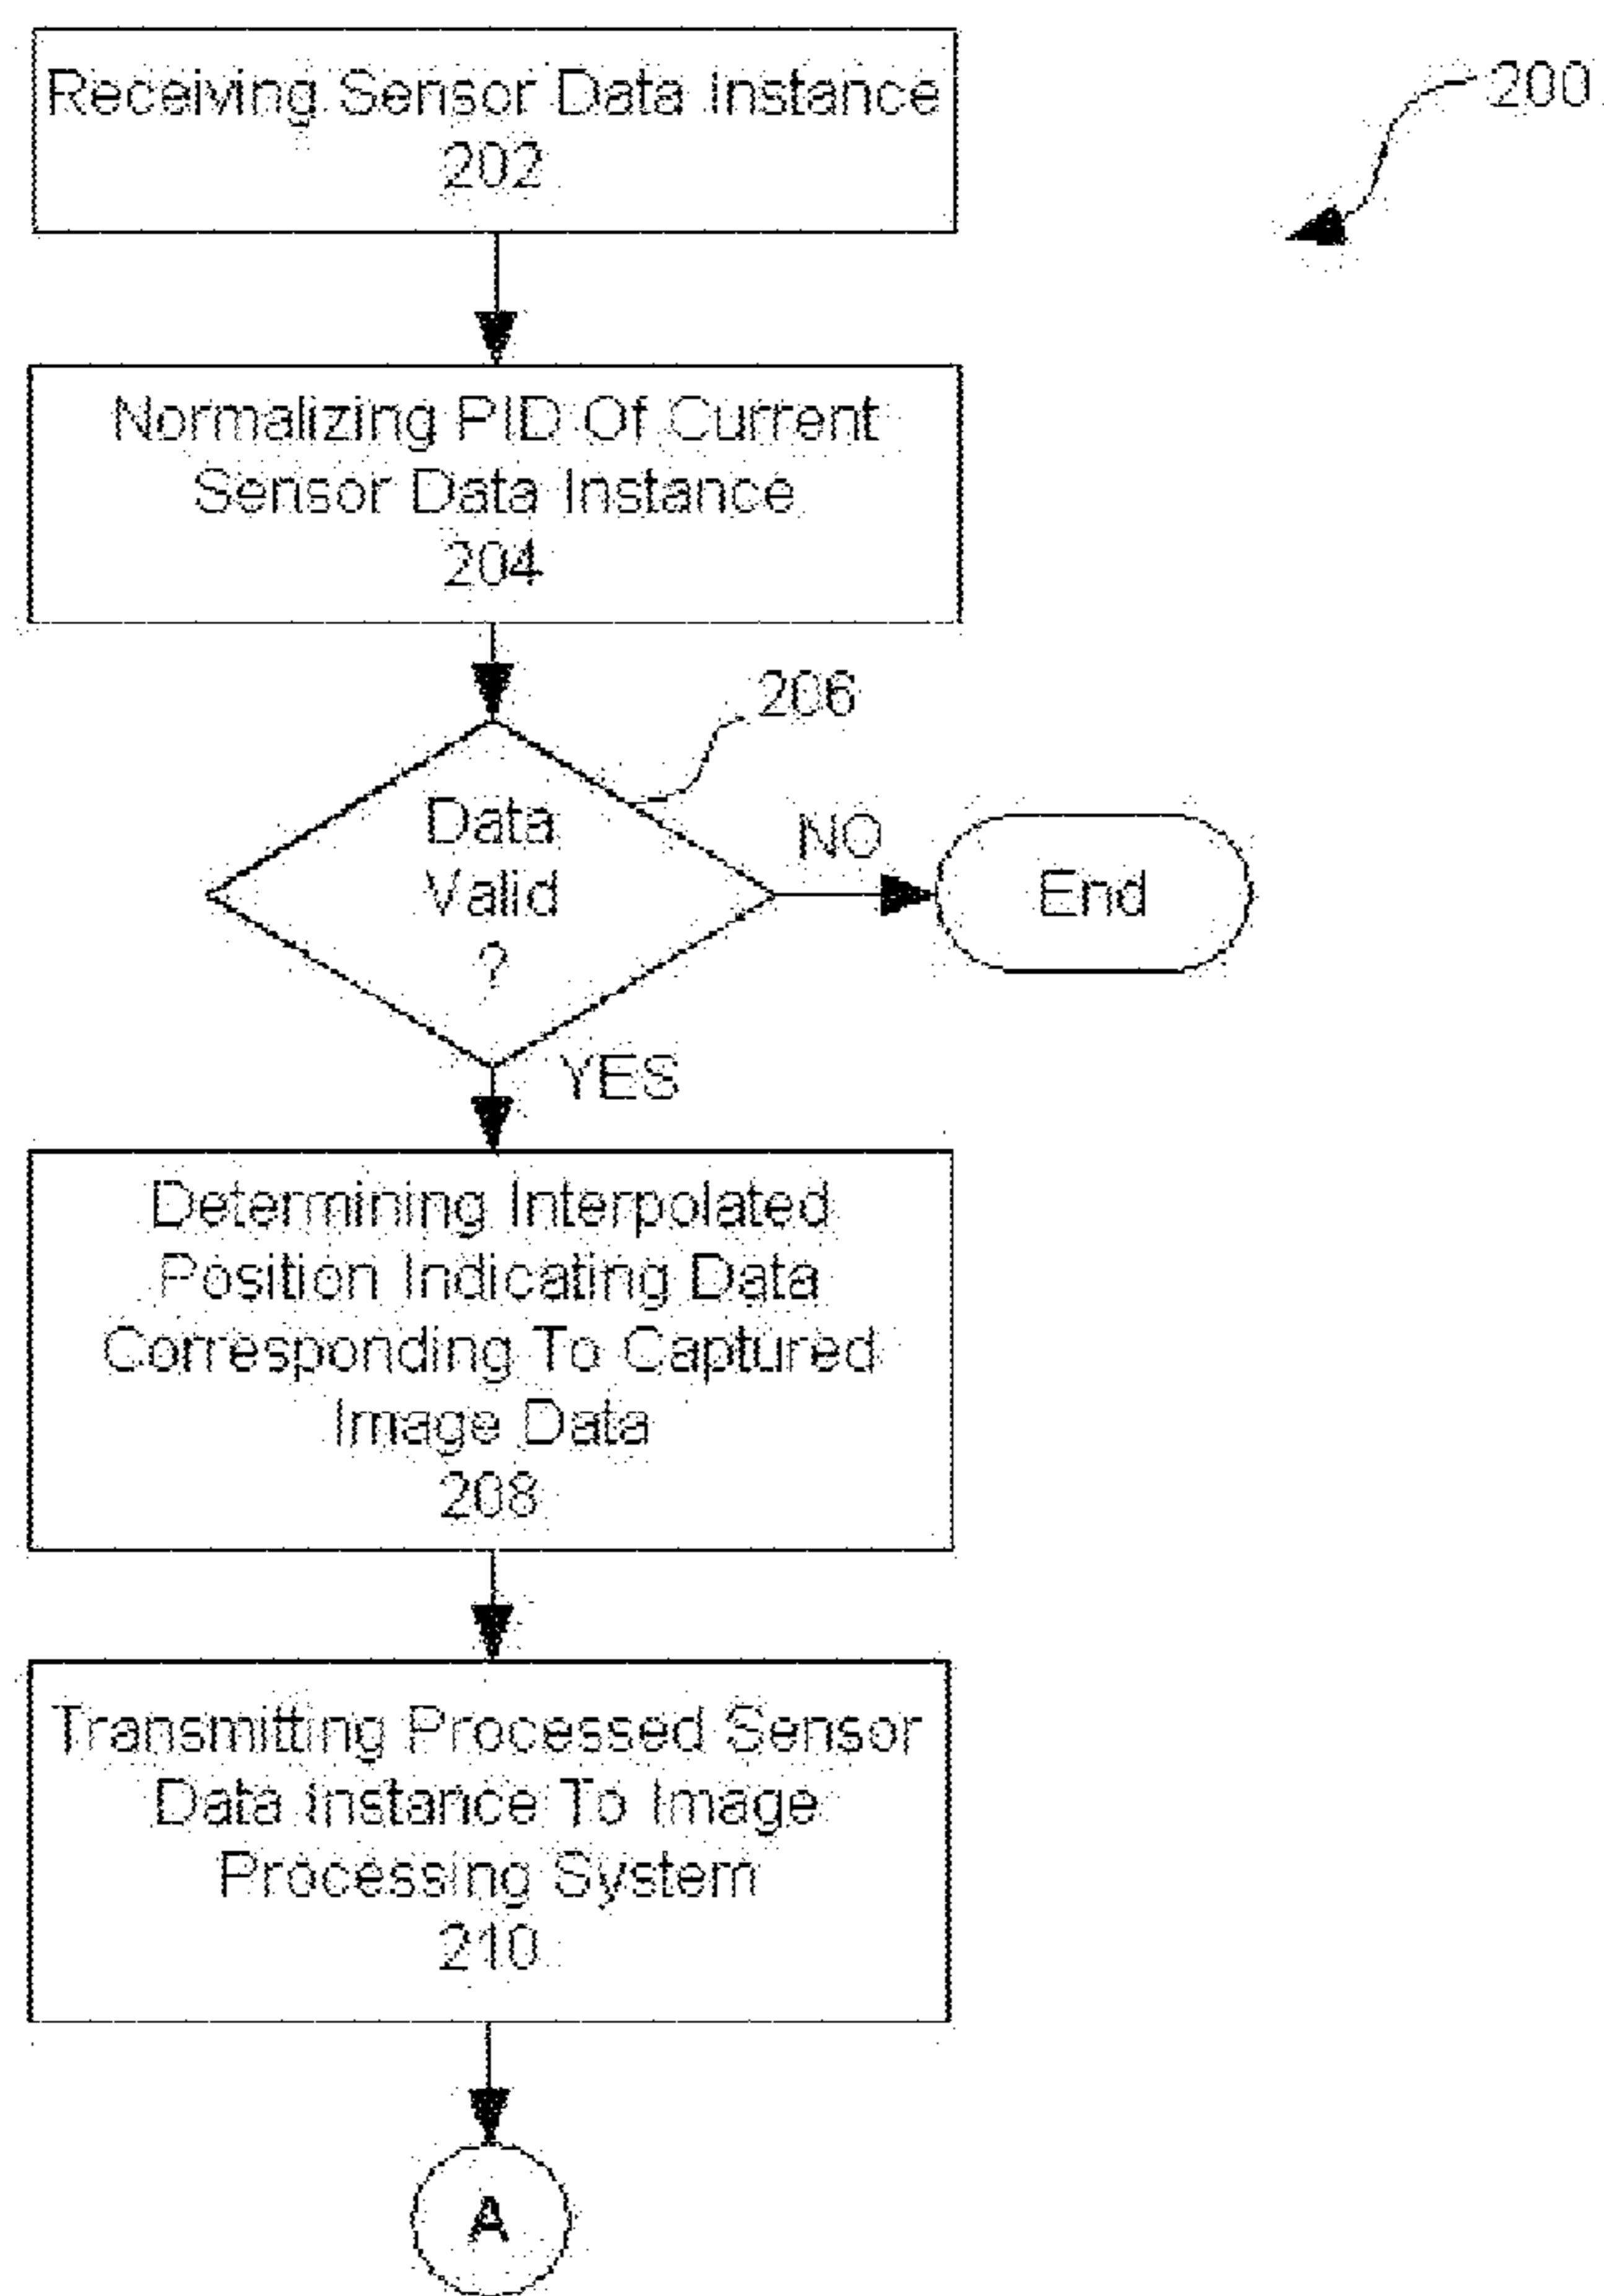 Receiving Sensor Data Instance
202
200
Normalizing PID Of Current
Sensor Data Instance
204
206
Data
Valid
?
NO
End
YES
Determining Interpolated
Position Indicating Data
Corresponding To Captured
Image Data
208
Transmitting Processed Sensor
Data Instance To Image
Processing System
210
A